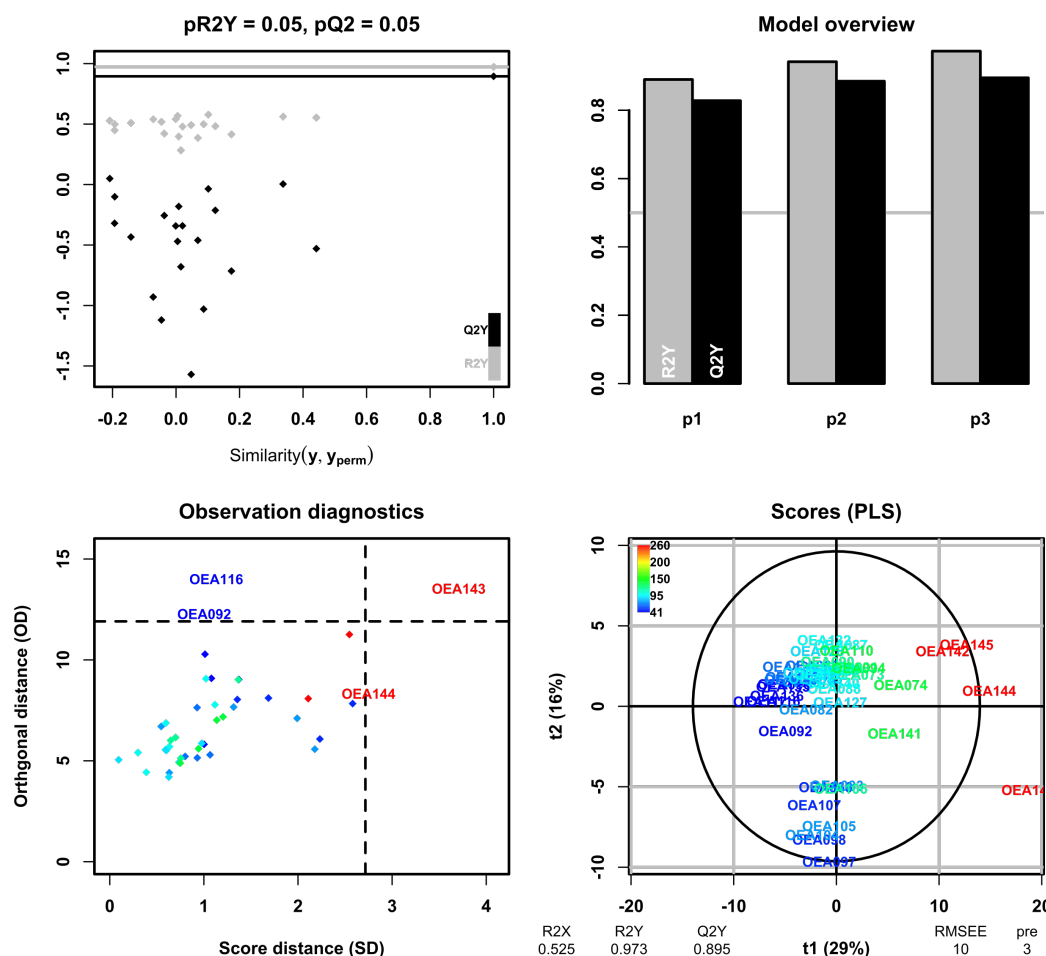 pR2Y = 0.05, pQ2 = 0.05
1.0
0.5
0.0
-0.5
-1.0
-1.5
Q2Y
R2Y
-0.2 0.0 0.2 0.4 0.6 0.8 1.0
Similarity(y, yperm)
Model overview
0.8
0.6
0.4
0.2
0.0
R2Y Q2Y
p1 p2 p3
Observation diagnostics
Orthgonal distance (OD)
15
10
5
0
OEA116
OEA143
OEA092
OEA144
0 1 2 3 4
Score distance (SD)
Scores (PLS)
t2 (16%)
10
5
0
-5
-10
260
200
150
95
41
OEA145
OEA110
OEA142
OEA074
OEA144
OEA088
OEA127
OEA082
OEA092
OEA141
OEA14
OEA107
OEA105
OEA098
OEA097
-20 -10 0 10 20
R2X R2Y Q2Y RMSEE pre
0.525 0.973 0.895 t1 (29%) 10 3